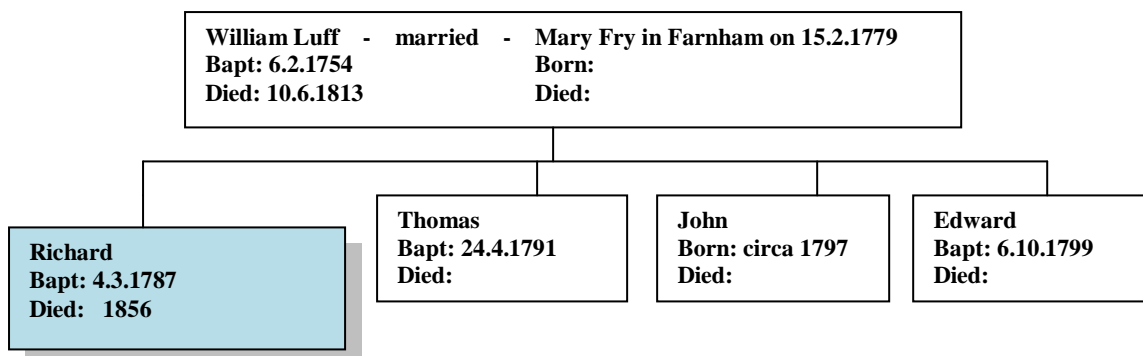 William Luff - married - Mary Fry in Farnham on 15.2.1779
Bapt: 6.2.1754 Born:
Died: 10.6.1813 Died:
Richard
Bapt: 4.3.1787
Died: 1856
Thomas
Bapt: 24.4.1791
Died:
John
Born: circa 1797
Died:
Edward
Bapt: 6.10.1799
Died: